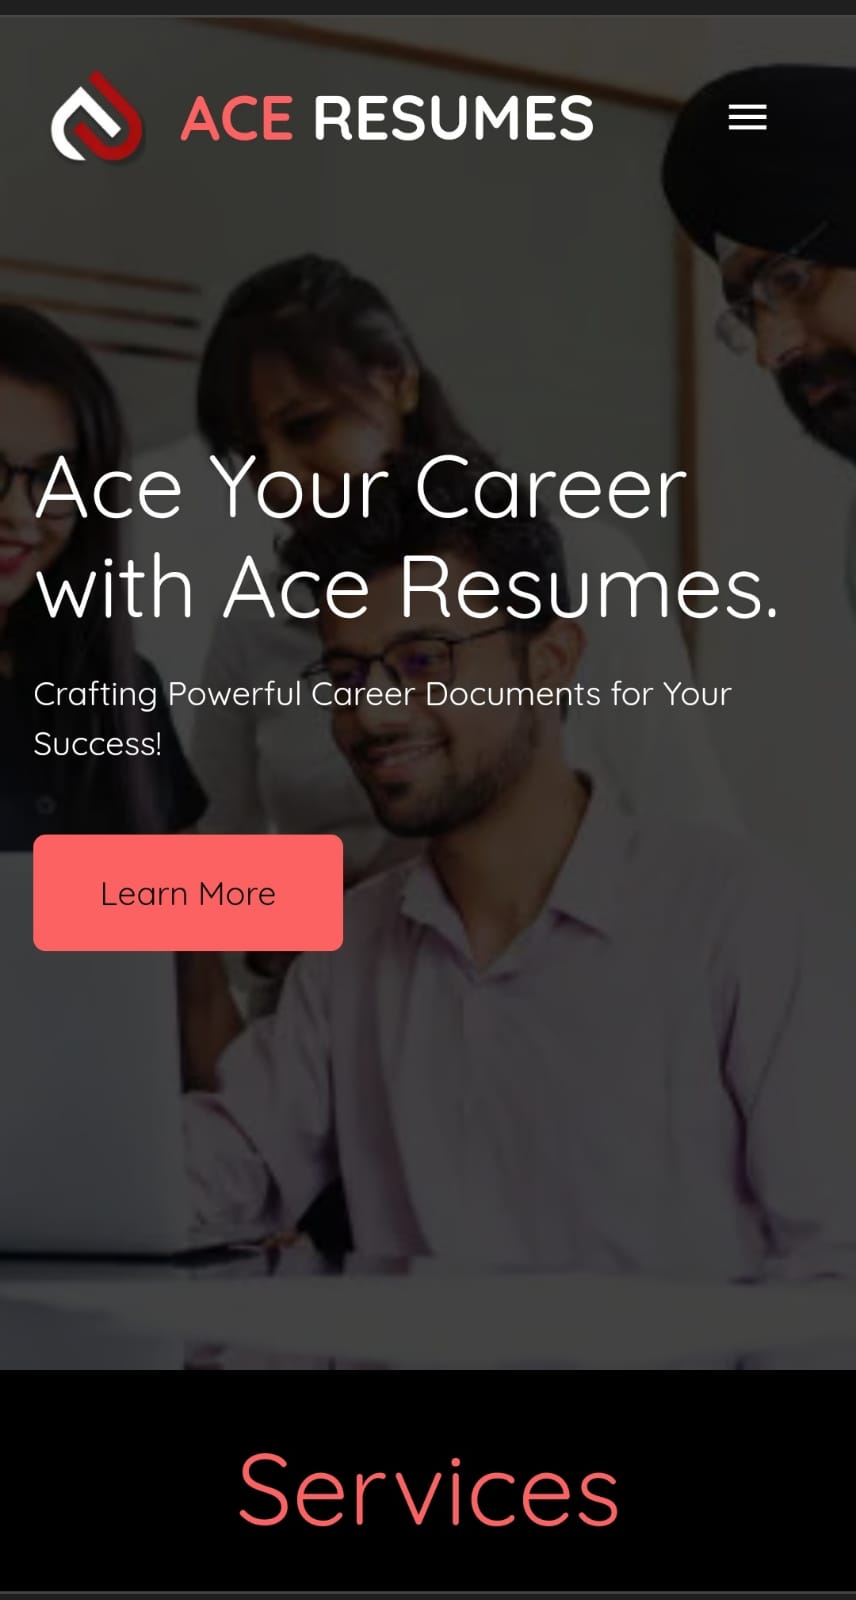 ACE RESUMES
Ace Your Career
with Ace Resumes.
Crafting Powerful Career Documents for Your
Success!
Learn More
Services